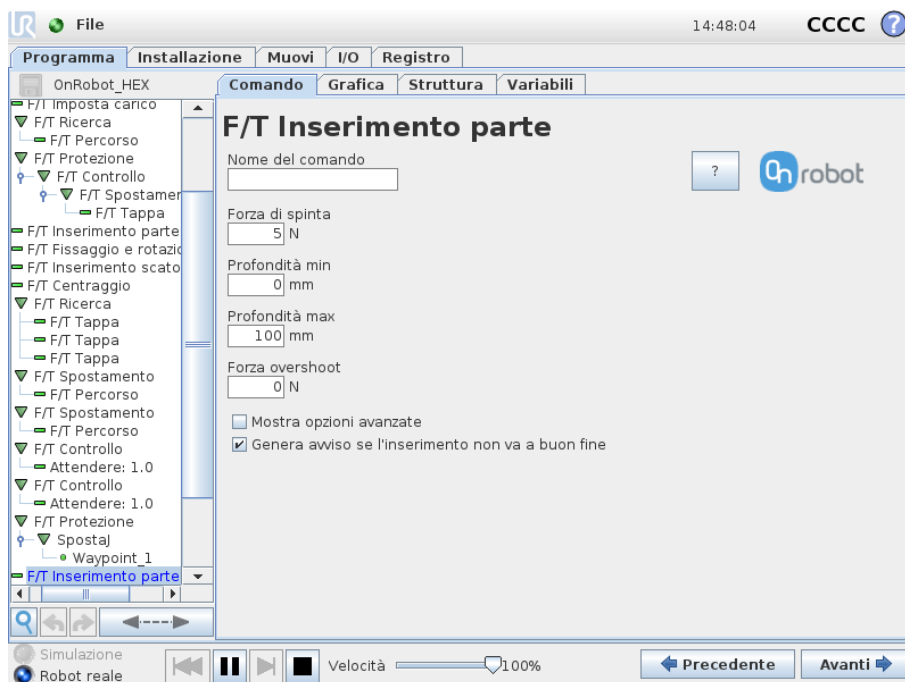 File
14:48:04
CCCC
?
Programma
Installazione
Muovi
I/O
Registro
OnRobot_HEX
Comando
Grafica
Struttura
Variabili
F/T Imposta carico
F/T Ricerca
F/T Percorso
F/T Protezione
F/T Controllo
F/T Spostamen
F/T Tappa
F/T Inserimento parte
F/T Fissaggio e rotazio
F/T Inserimento scato
F/T Centraggio
F/T Ricerca
F/T Tappa
F/T Tappa
F/T Tappa
F/T Spostamento
F/T Percorso
F/T Spostamento
F/T Percorso
F/T Controllo
Attendere: 1.0
F/T Controllo
Attendere: 1.0
F/T Protezione
SpostaJ
Waypoint_1
F/T Inserimento parte
F/T Inserimento parte
Nome del comando
?
On robot
Forza di spinta
5 N
Profondità min
0 mm
Profondità max
100 mm
Forza overshoot
0 N
Mostra opzioni avanzate
Genera avviso se l'inserimento non va a buon fine
Simulazione
Robot reale
Velocità
100%
Precedente
Avanti